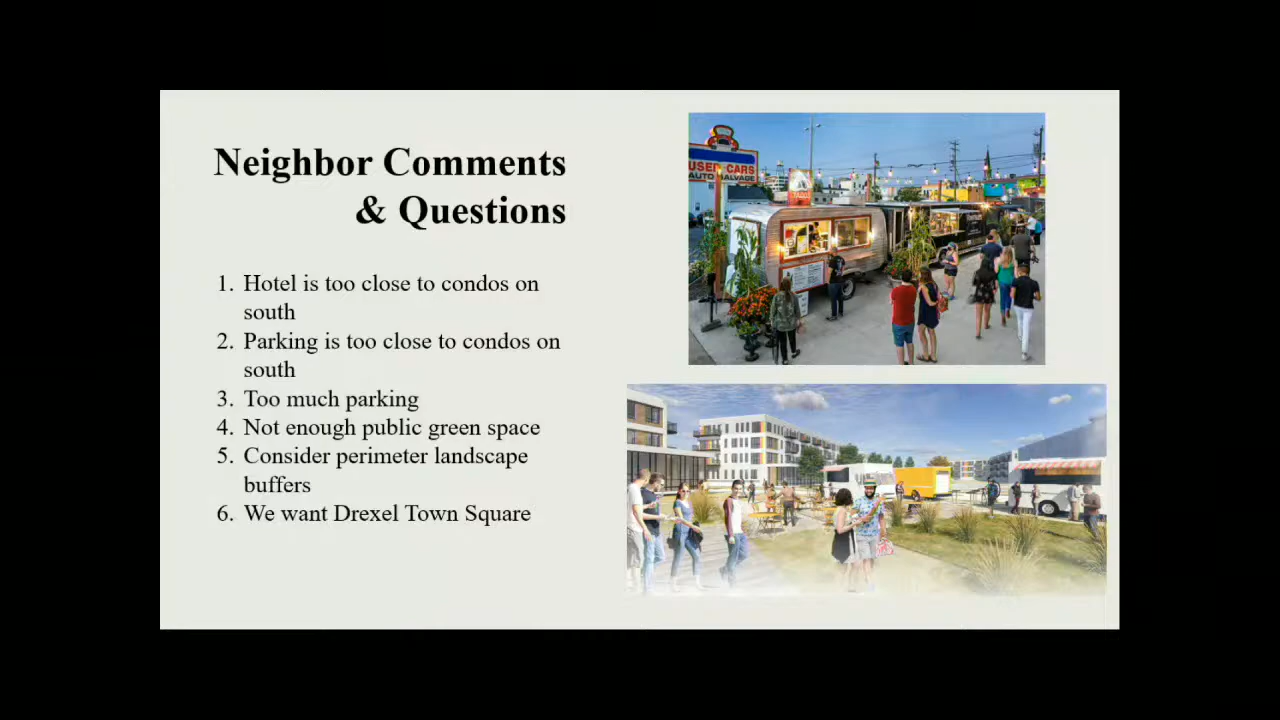 Neighbor Comments
& Questions
1. Hotel is too close to condos on
south
2. Parking is too close to condos on
south
3. Too much parking
4. Not enough public green space
5. Consider perimeter landscape
buffers
6. We want Drexel Town Square
USED CARS
AUTO SALVAGE
TACOS